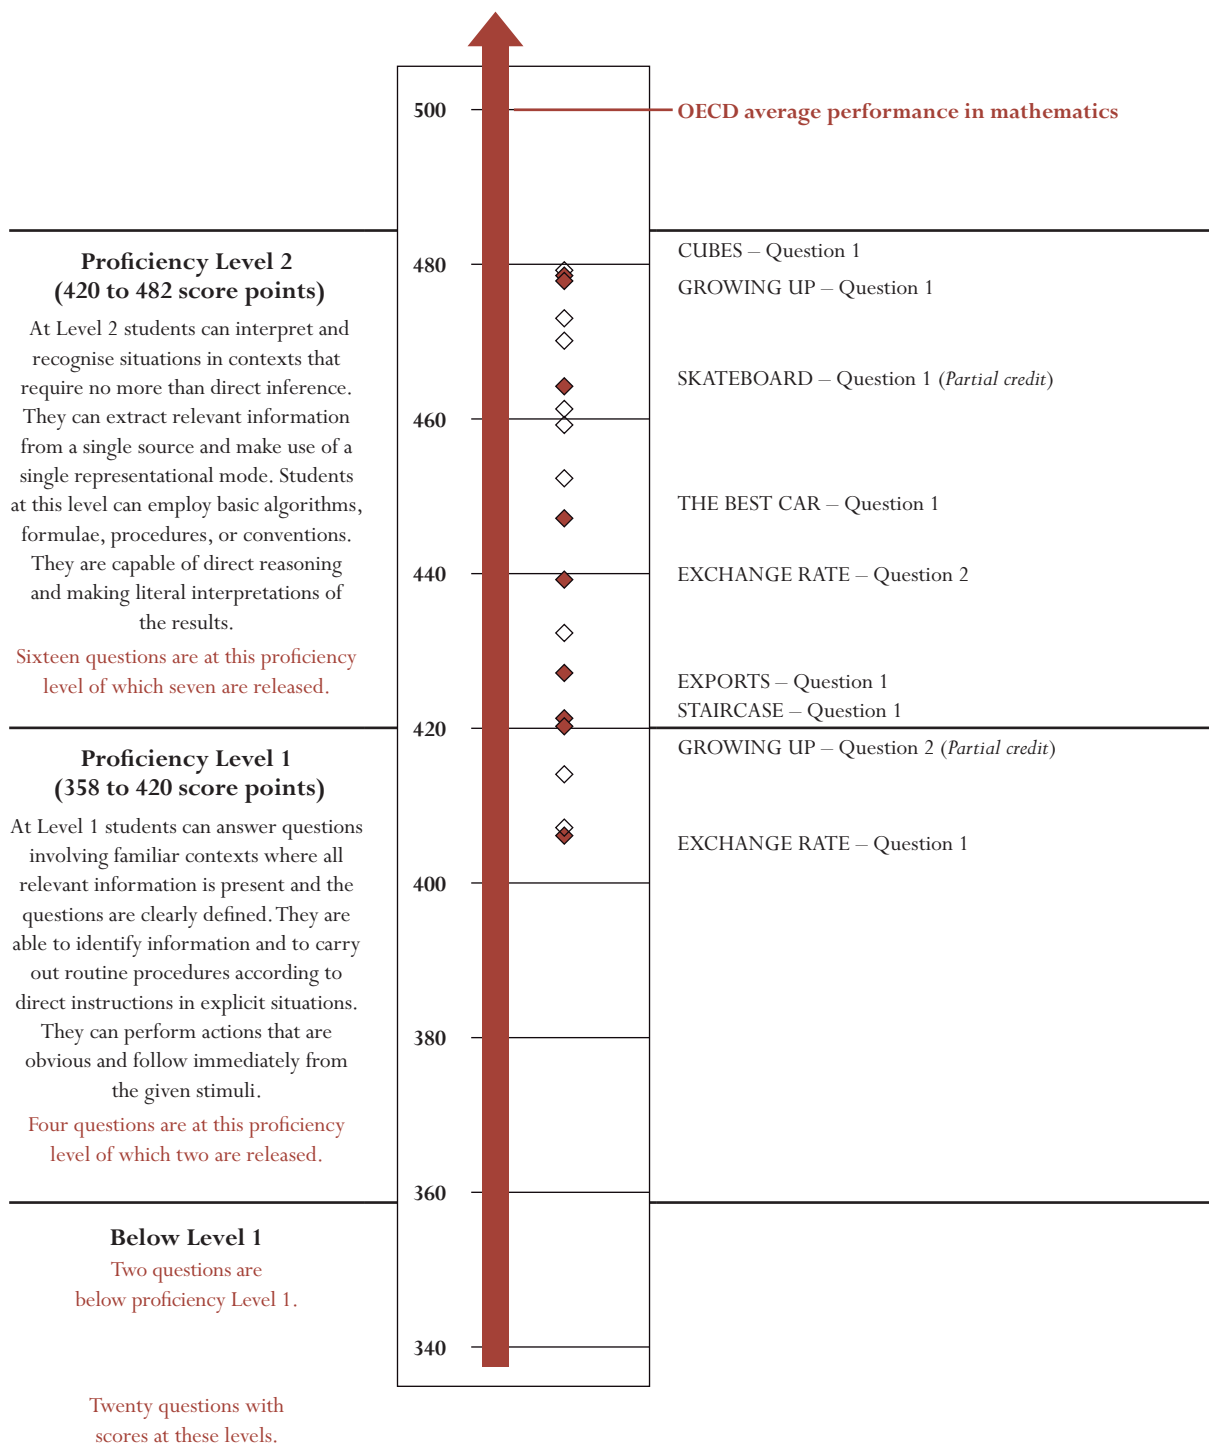 500
OECD average performance in mathematics
Proficiency Level 2
(420 to 482 score points)
At Level 2 students can interpret and
recognise situations in contexts that
require no more than direct inference.
They can extract relevant information
from a single source and make use of a
single representational mode. Students
at this level can employ basic algorithms,
formulae, procedures, or conventions.
They are capable of direct reasoning
and making literal interpretations of
the results.
Sixteen questions are at this proficiency
level of which seven are released.
480
460
440
420
CUBES – Question 1
GROWING UP – Question 1
SKATEBOARD – Question 1 (Partial credit)
THE BEST CAR – Question 1
EXCHANGE RATE – Question 2
EXPORTS – Question 1
STAIRCASE – Question 1
Proficiency Level 1
(358 to 420 score points)
At Level 1 students can answer questions
involving familiar contexts where all
relevant information is present and the
questions are clearly defined. They are
able to identify information and to carry
out routine procedures according to
direct instructions in explicit situations.
They can perform actions that are
obvious and follow immediately from
the given stimuli.
Four questions are at this proficiency
level of which two are released.
400
380
360
GROWING UP – Question 2 (Partial credit)
EXCHANGE RATE – Question 1
Below Level 1
Two questions are
below proficiency Level 1.
340
Twenty questions with
scores at these levels.